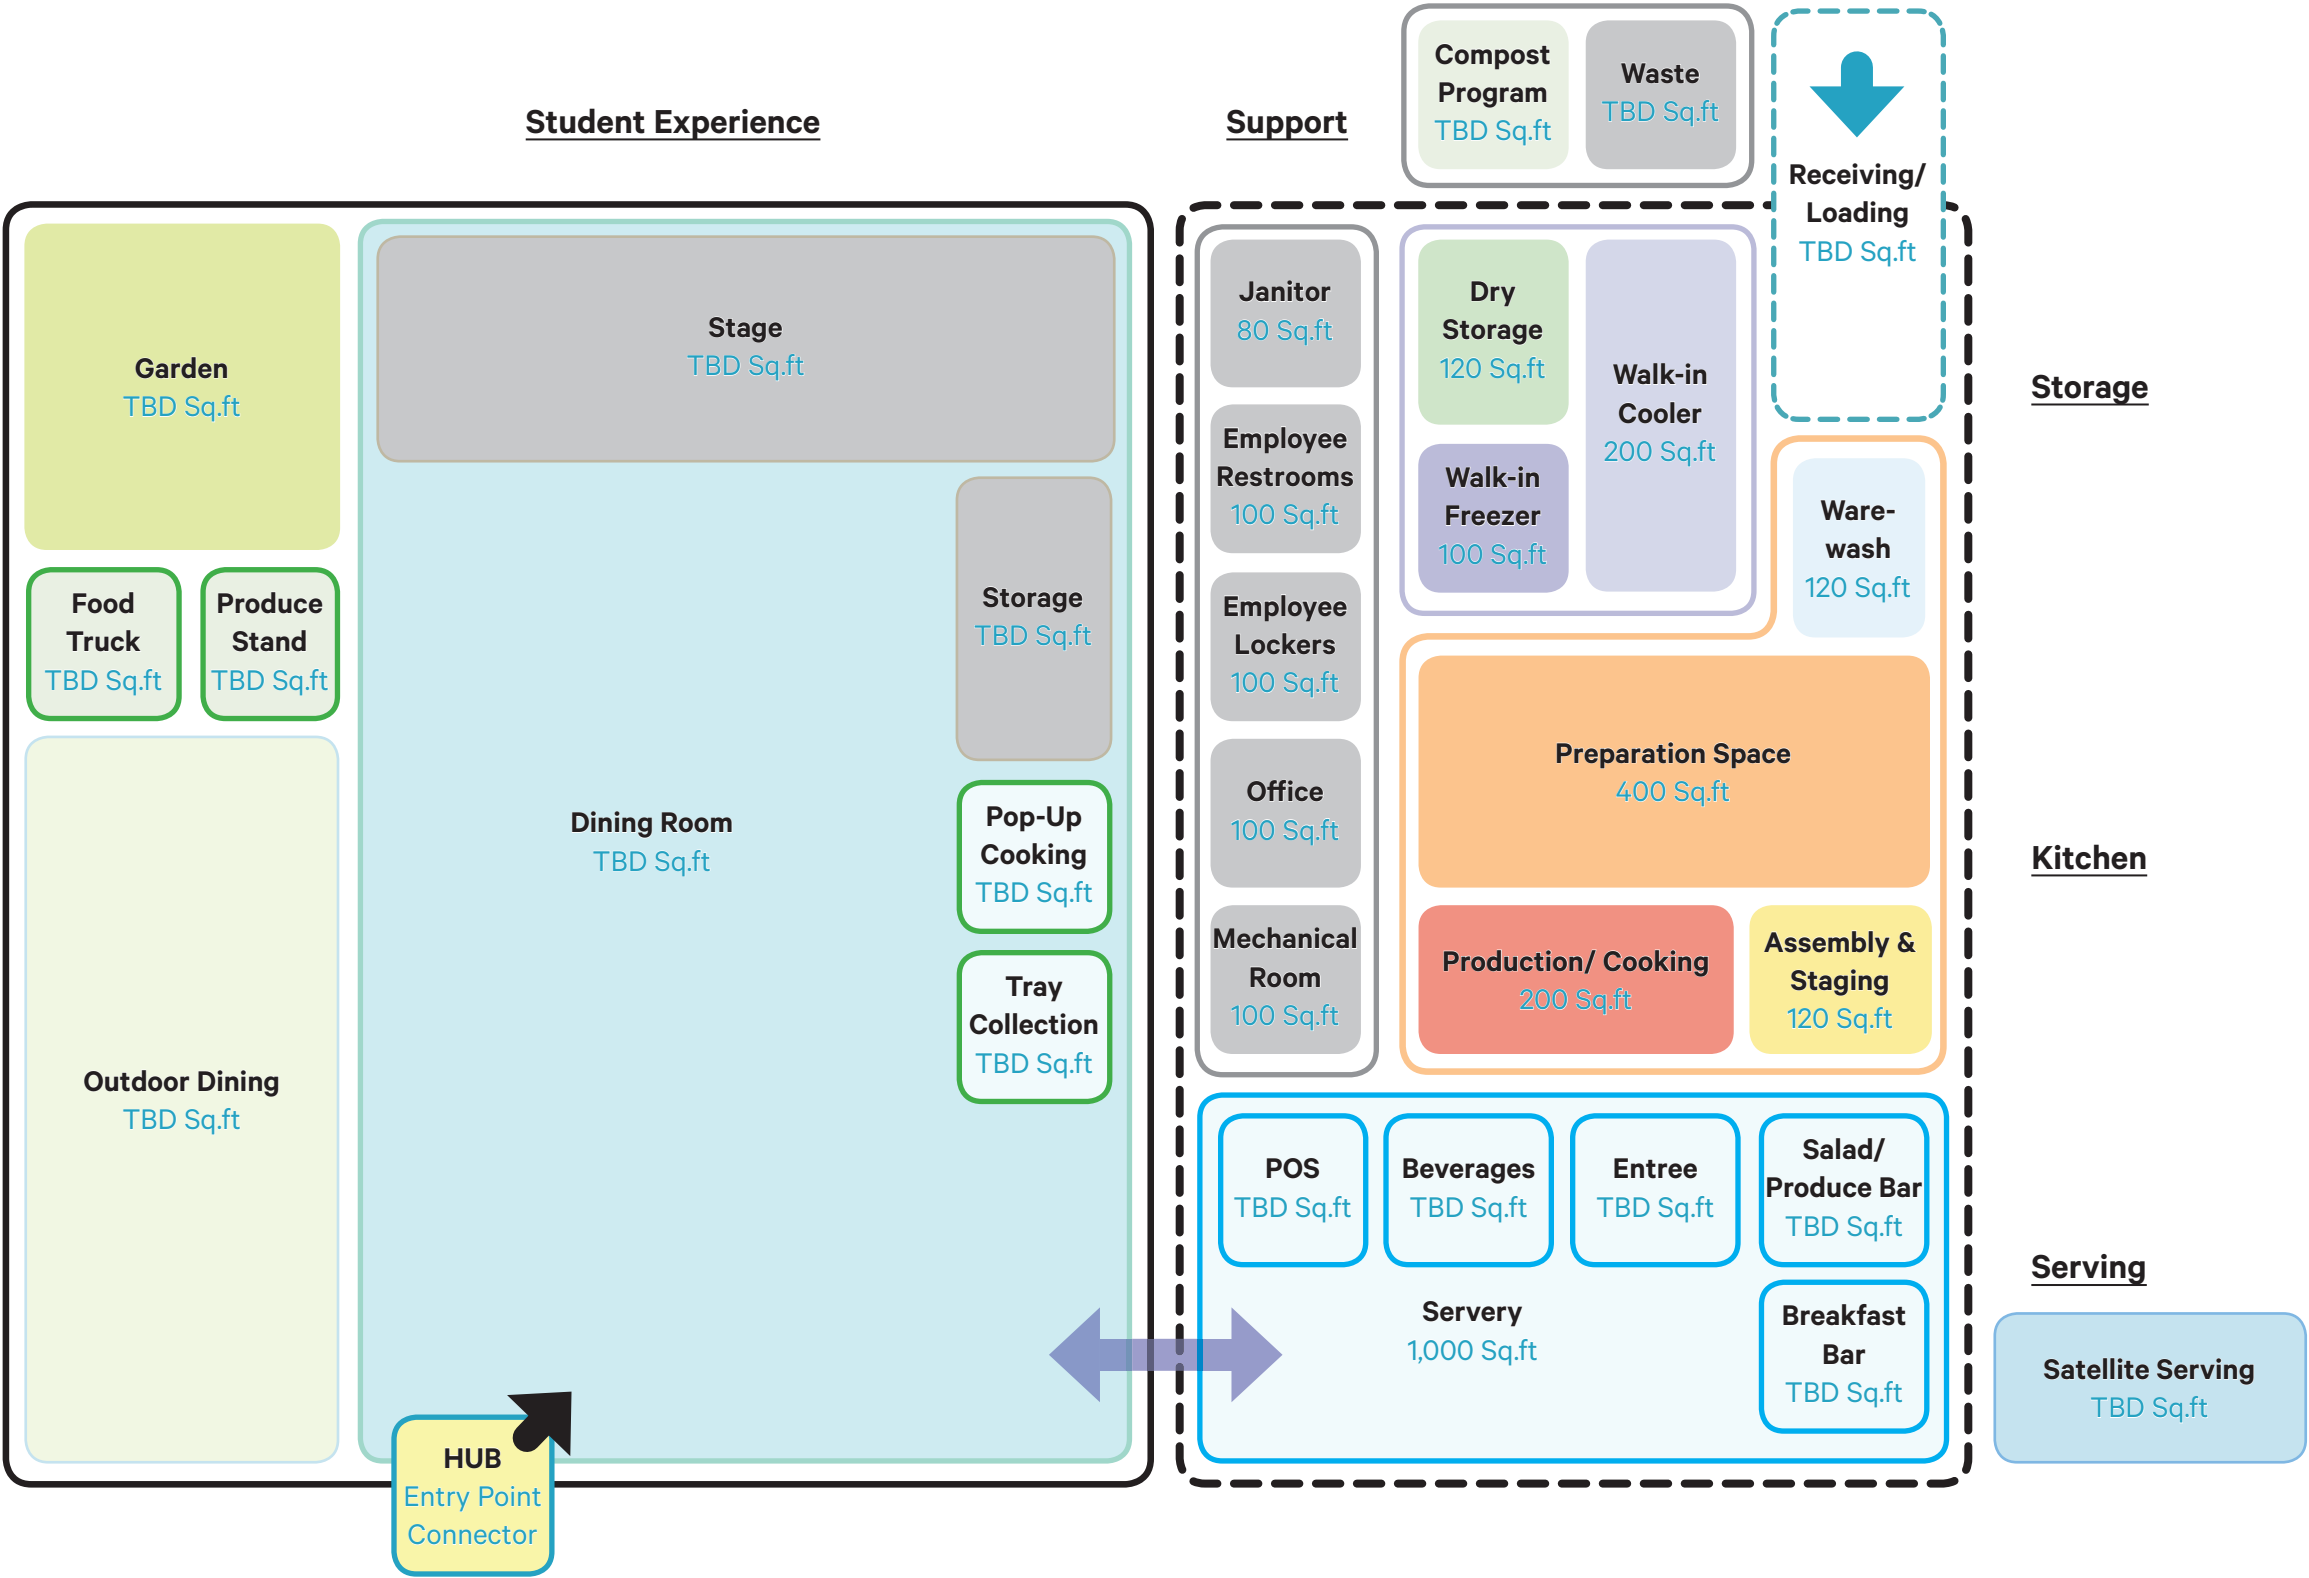 Student Experience
Garden
TBD Sq.ft
Food
Truck
TBD Sq.ft
Produce
Stand
TBD Sq.ft
Outdoor Dining
TBD Sq.ft
Stage
TBD Sq.ft
Storage
TBD Sq.ft
Dining Room
TBD Sq.ft
Pop-Up
Cooking
TBD Sq.ft
Tray
Collection
TBD Sq.ft
HUB
Entry Point
Connector
Support
Compost
Program
TBD Sq.ft
Waste
TBD Sq.ft
Receiving/
Loading
TBD Sq.ft
Janitor
80 Sq.ft
Employee
Restrooms
100 Sq.ft
Employee
Lockers
100 Sq.ft
Office
100 Sq.ft
Mechanical
Room
100 Sq.ft
Dry
Storage
120 Sq.ft
Walk-in
Freezer
100 Sq.ft
Walk-in
Cooler
200 Sq.ft
Storage
Ware-
wash
120 Sq.ft
Preparation Space
400 Sq.ft
Production/ Cooking
200 Sq.ft
Assembly &
Staging
120 Sq.ft
Kitchen
POS
TBD Sq.ft
Beverages
TBD Sq.ft
Entree
TBD Sq.ft
Salad/
Produce Bar
TBD Sq.ft
Servery
1,000 Sq.ft
Breakfast
Bar
TBD Sq.ft
Serving
Satellite Serving
TBD Sq.ft